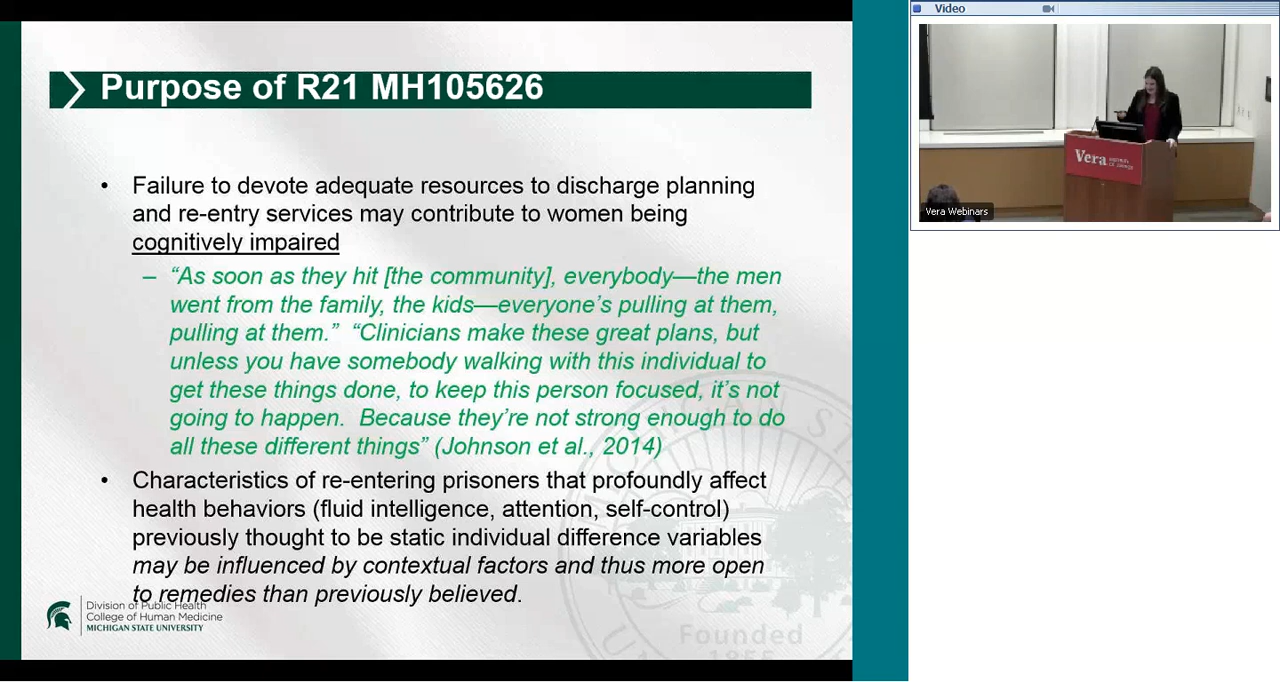 Purpose of R21 MH105626
• Failure to devote adequate resources to discharge planning
and re-entry services may contribute to women being
cognitively impaired
– “As soon as they hit [the community], everybody—the men
went from the family, the kids—everyone’s pulling at them,
pulling at them.” “Clinicians make these great plans, but
unless you have somebody walking with this individual to
get these things done, to keep this person focused, it’s not
going to happen. Because they’re not strong enough to do
all these different things” (Johnson et al., 2014)
• Characteristics of re-entering prisoners that profoundly affect
health behaviors (fluid intelligence, attention, self-control)
previously thought to be static individual difference variables
may be influenced by contextual factors and thus more open
to remedies than previously believed.
Division of Public Health
College of Human Medicine
MICHIGAN STATE UNIVERSITY
MICHIGAN STA
Founded
1855
Video
Vera
Vera Webinars